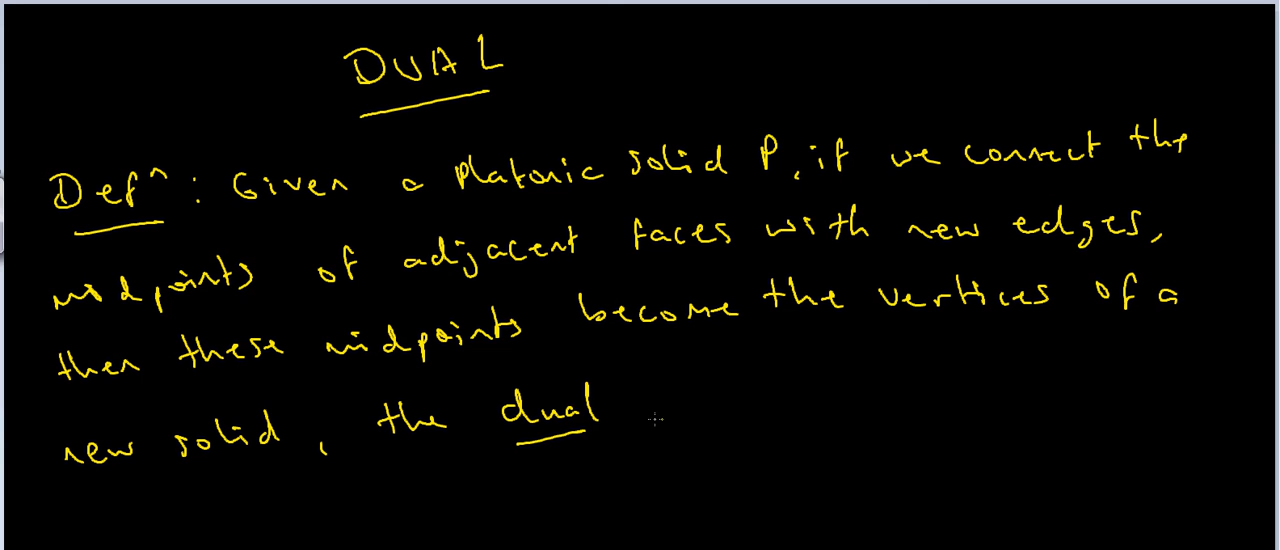 DUAL
Defⁿ: Given a Platonic solid P, if we connect the
midpoints of adjacent faces with new edges,
then these midpoints become the vertices of a
new solid, the dual